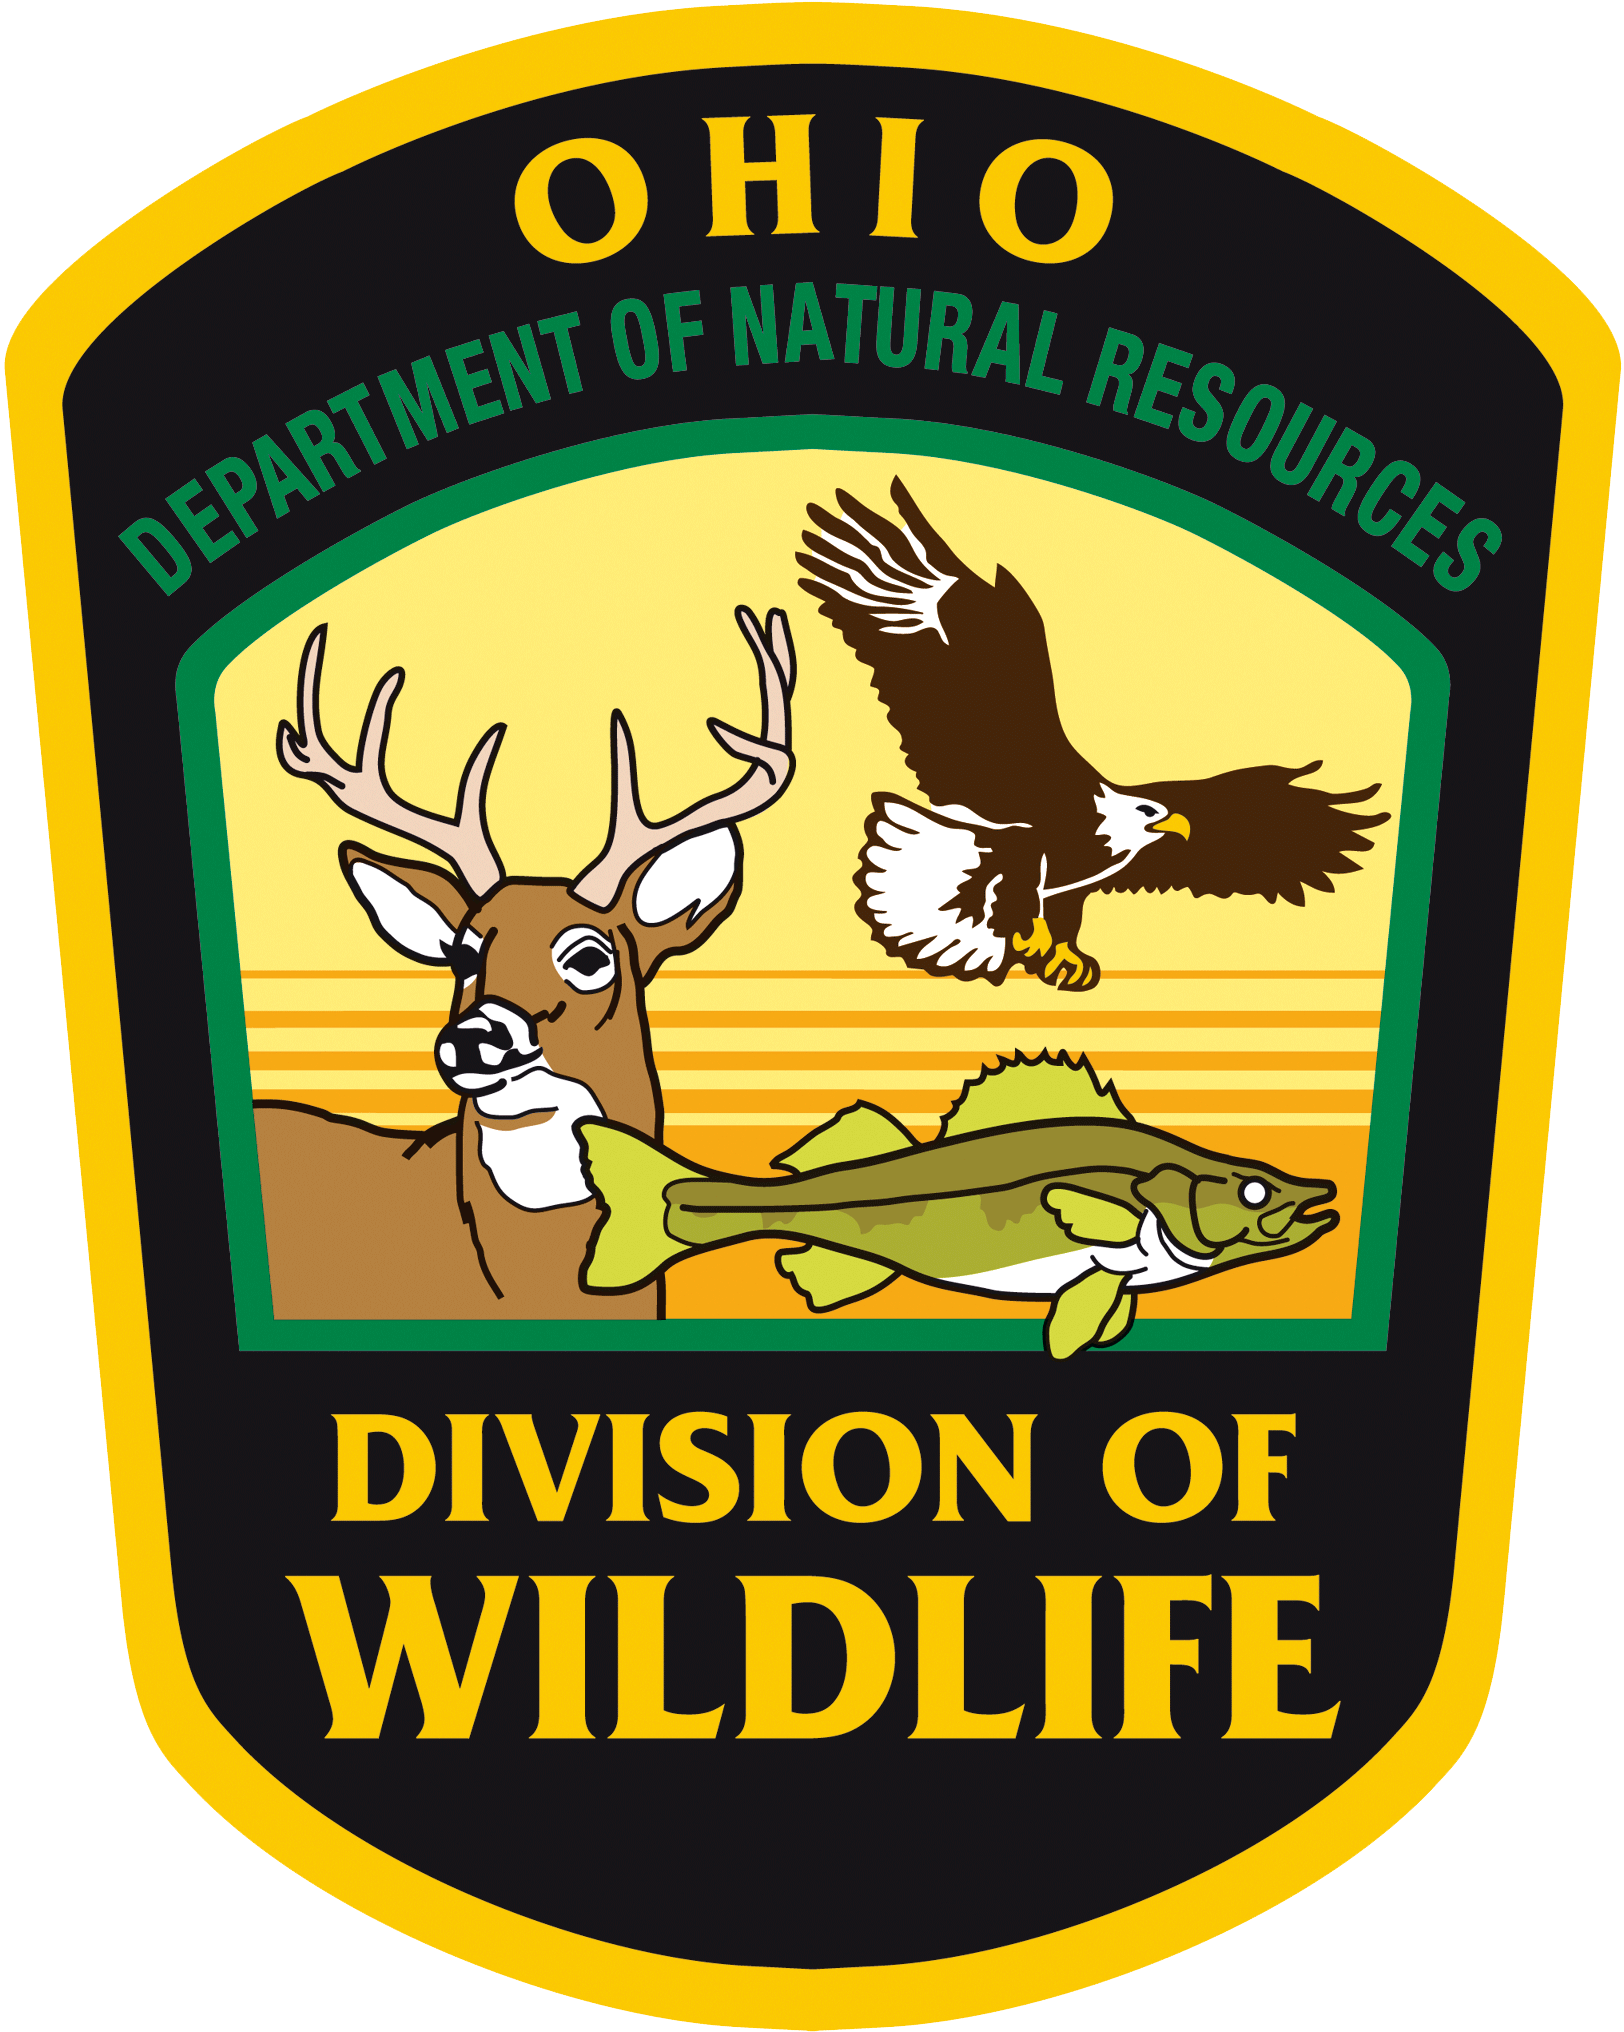 OHIO
DEPARTMENT OF NATURAL RESOURCES
DIVISION OF
WILDLIFE